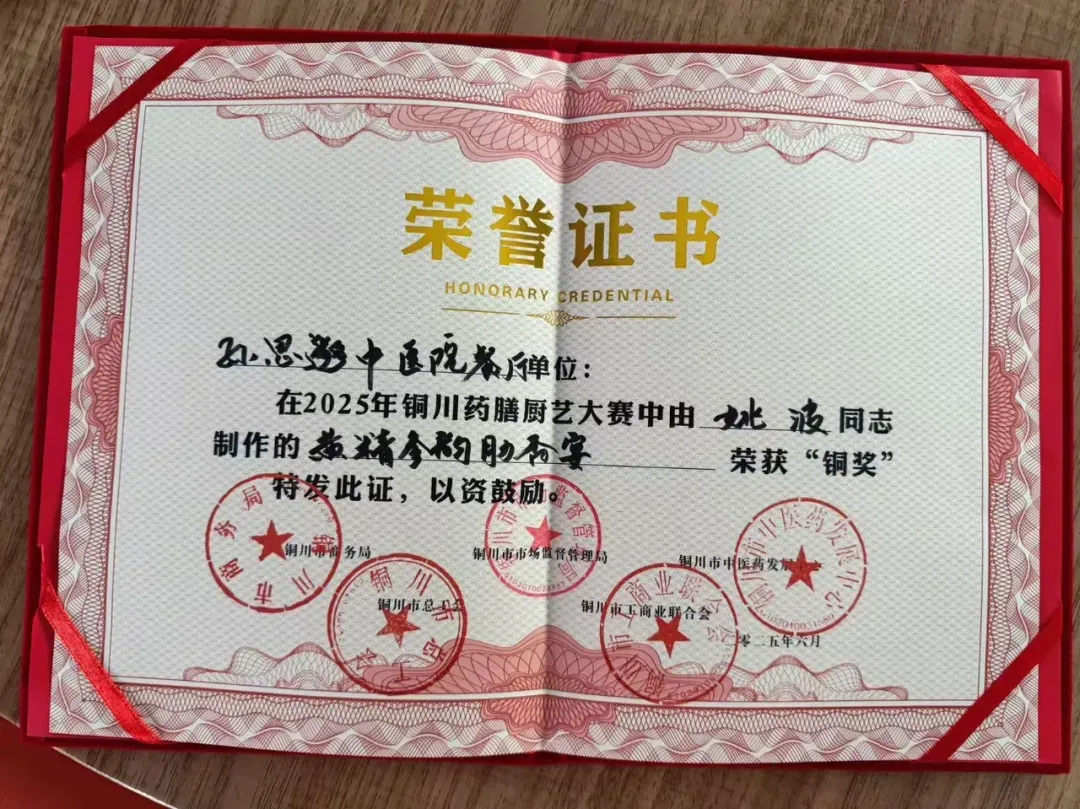 荣誉证书
HONORARY CREDENTIAL
孙思邈中医院餐厅单位：
在2025年铜川药膳厨艺大赛中由 姚波 同志
制作的 黄精 宴 荣获“铜奖”
特发此证，以资鼓励。
铜川市商务局 铜川市市场监督管理局 铜川市中医药发展中心
铜川市总工会 铜川市工商业联合会
二零二五年六月